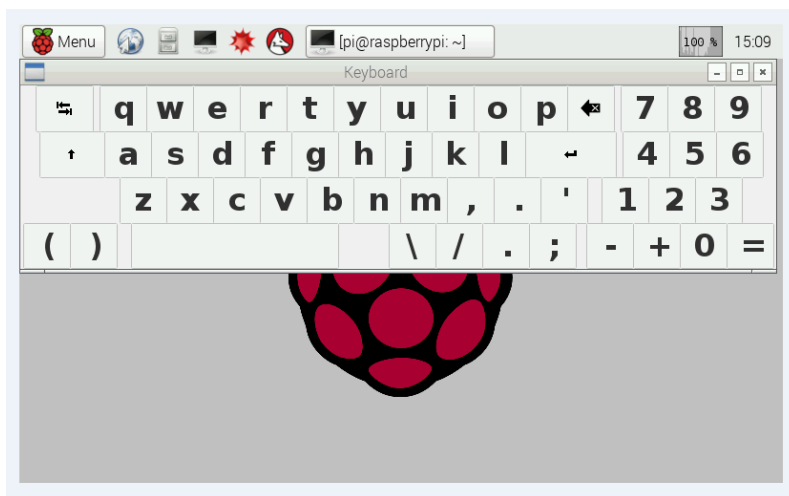 Menu [pi@raspberrypi: ~] 100 % 15:09
Keyboard
q w e r t y u i o p 7 8 9
a s d f g h j k l 4 5 6
z x c v b n m , . ' 1 2 3
( ) \ / . ; - + 0 =